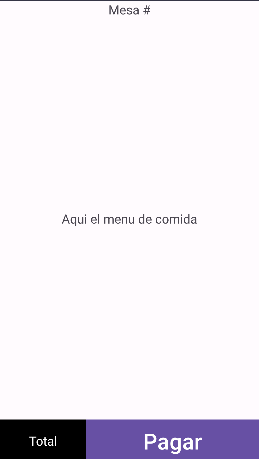 Mesa #
Aqui el menu de comida
Total
Pagar